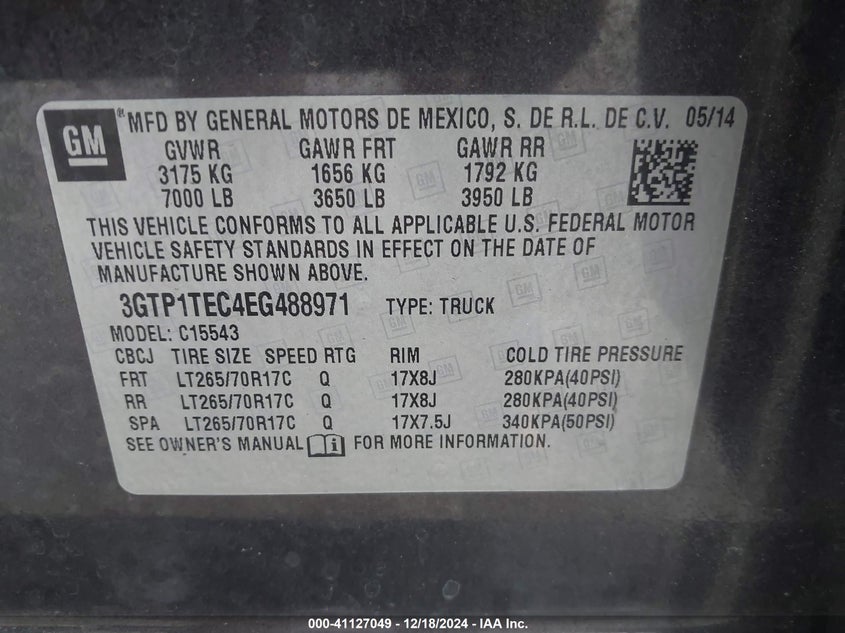 GM ® MFD BY GENERAL MOTORS DE MEXICO, S. DE R.L. DE C.V. 05/14
GVWR GAWR FRT GAWR RR
3175 KG 1656 KG 1792 KG
7000 LB 3650 LB 3950 LB
THIS VEHICLE CONFORMS TO ALL APPLICABLE U.S. FEDERAL MOTOR
VEHICLE SAFETY STANDARDS IN EFFECT ON THE DATE OF
MANUFACTURE SHOWN ABOVE.
3GTP1TEC4EG488971 TYPE: TRUCK
MODEL: C15543
CBCJ TIRE SIZE SPEED RTG RIM COLD TIRE PRESSURE
FRT LT265/70R17C Q 17X8J 280KPA(40PSI)
RR LT265/70R17C Q 17X8J 280KPA(40PSI)
SPA LT265/70R17C Q 17X7.5J 340KPA(50PSI)
SEE OWNER'S MANUAL i FOR MORE INFORMATION.
000-41127049 - 12/18/2024 - IAA Inc.